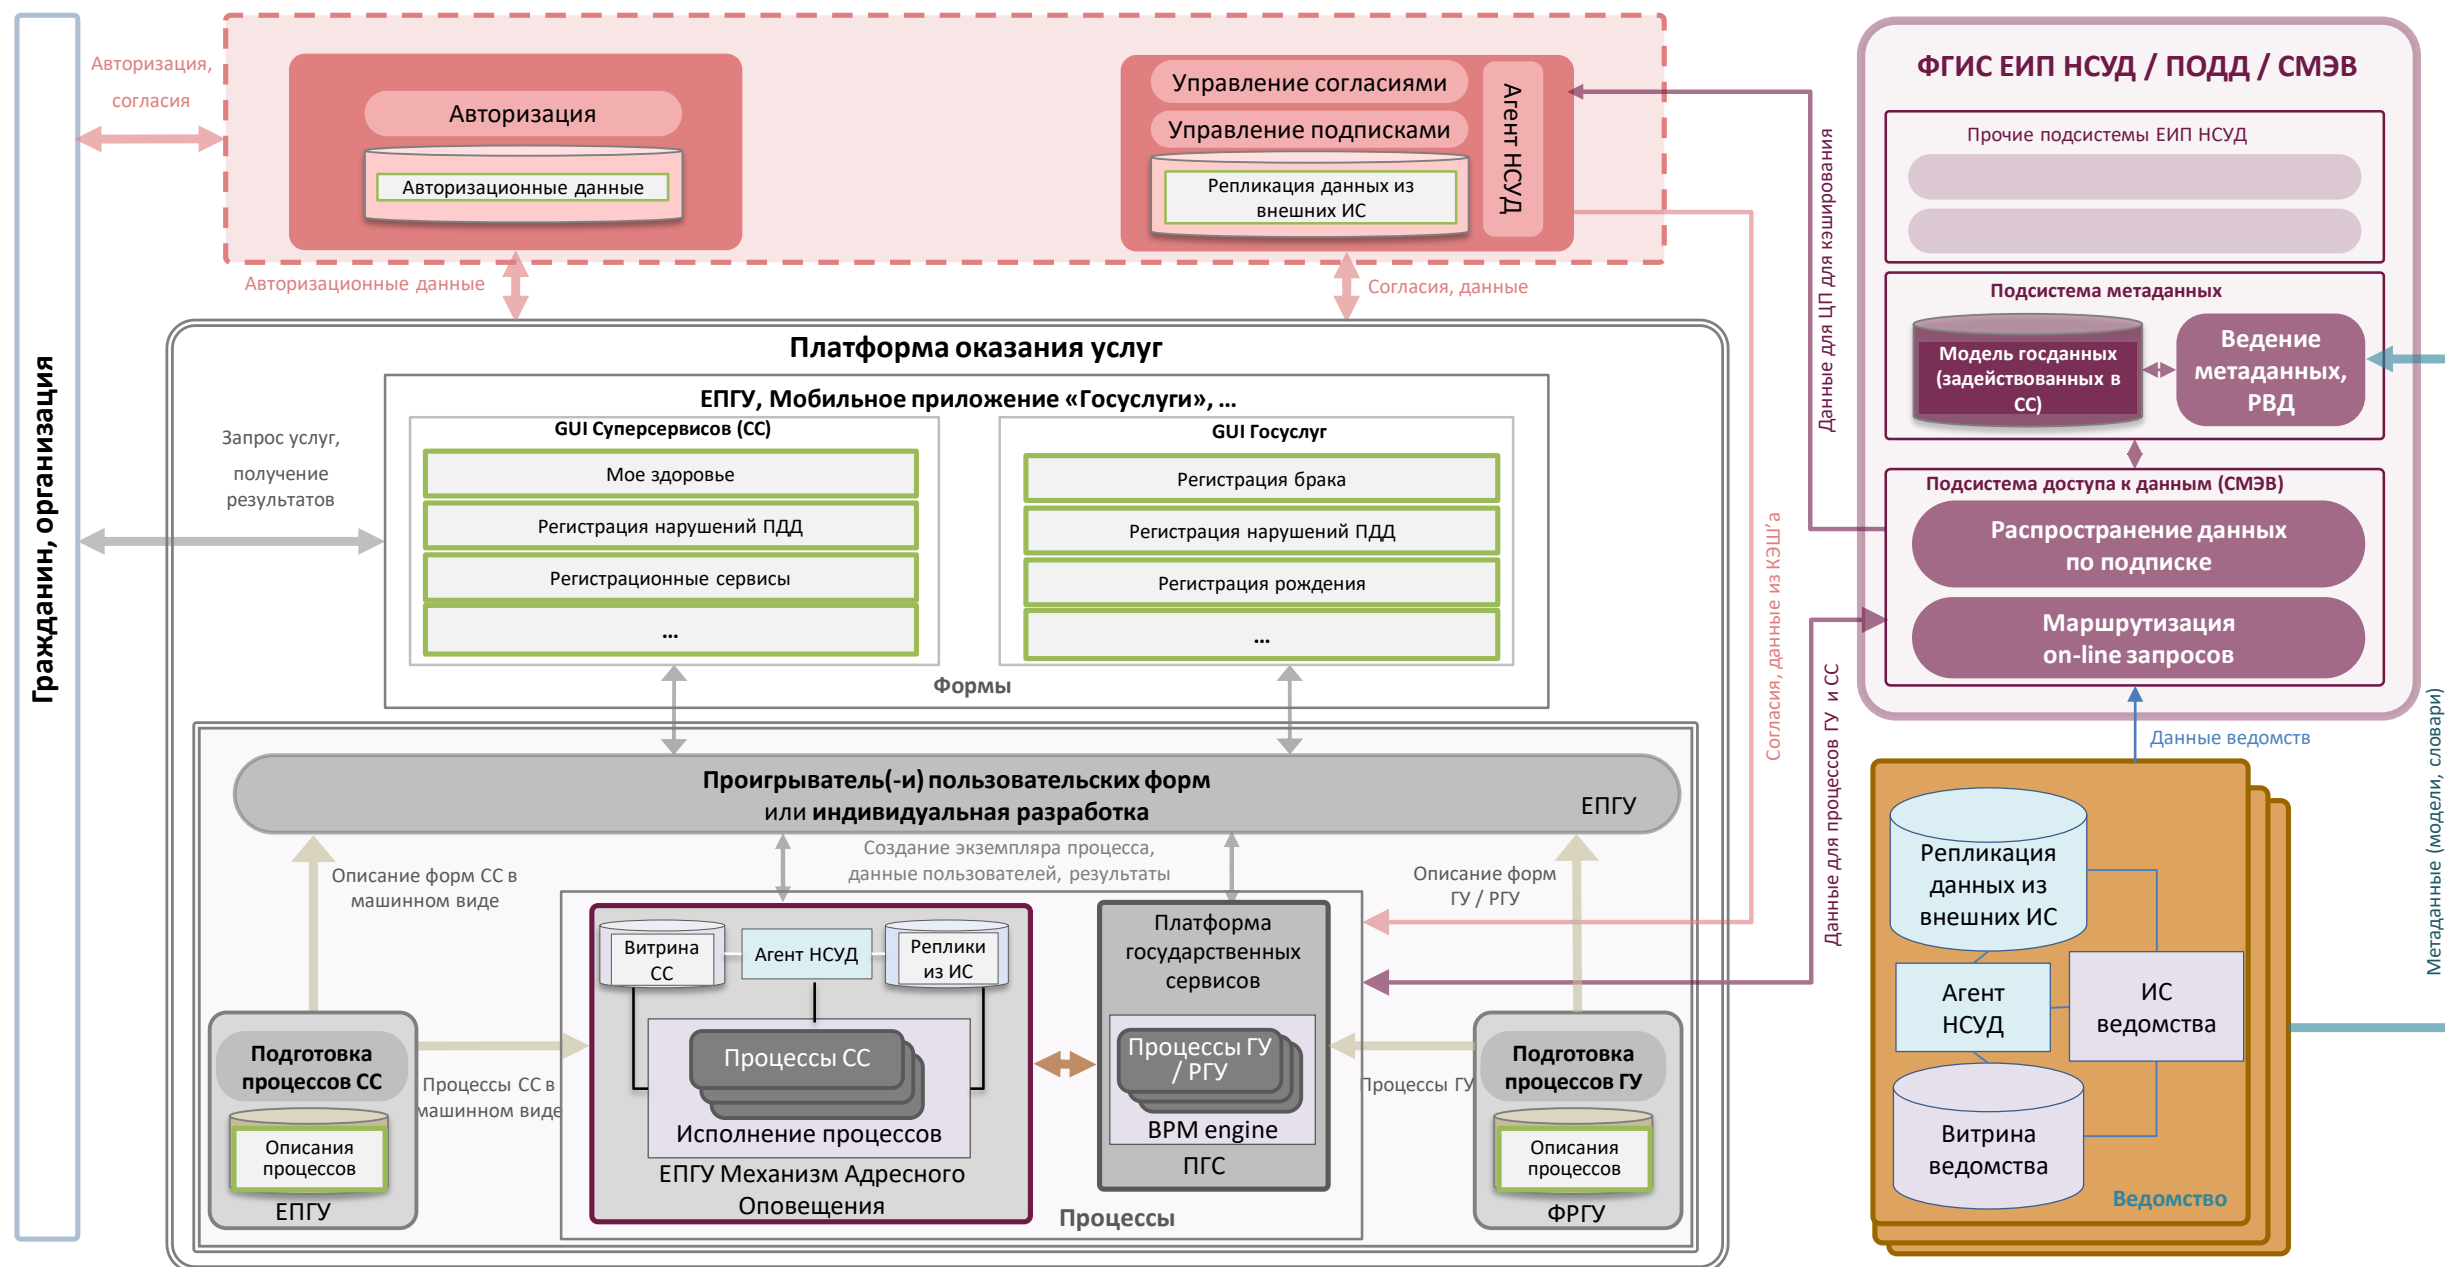 Гражданин, организация
Авторизация,
согласия
Авторизация
Авторизационные данные
Управление согласиями
Управление подписками
Репликация данных из
внешних ИС
Агент НСУД
Авторизационные данные
Согласия, данные
Запрос услуг,
получение
результатов
Платформа оказания услуг
ЕПГУ, Мобильное приложение «Госуслуги», ...
GUI Суперсервисов (СС)
Мое здоровье
Регистрация нарушений ПДД
Регистрационные сервисы
...
GUI Госуслуг
Регистрация брака
Регистрация нарушений ПДД
Регистрация рождения
...
Формы
Проигрыватель(-и) пользовательских форм
или индивидуальная разработка
ЕПГУ
Создание экземпляра процесса,
данные пользователей, результаты
Описание форм СС в
машинном виде
Описание форм
ГУ / РГУ
Подготовка
процессов СС
Описания
процессов
ЕПГУ
Процессы СС в
машинном виде
Витрина
СС
Агент НСУД
Реплики
из ИС
Процессы СС
Исполнение процессов
ЕПГУ Механизм Адресного
Оповещения
Платформа
государственных
сервисов
Процессы ГУ
/ РГУ
BPM engine
ПГС
Процессы
Процессы ГУ
Подготовка
процессов ГУ
Описания
процессов
ФРГУ
Согласия, данные из КЭШ'а
Данные для ЦП для кэширования
Данные для процессов ГУ и СС
ФГИС ЕИП НСУД / ПОДД / СМЭВ
Прочие подсистемы ЕИП НСУД
Подсистема метаданных
Модель госданных
(задействованных в
СС)
Ведение
метаданных,
РВД
Подсистема доступа к данным (СМЭВ)
Распространение данных
по подписке
Маршрутизация
on-line запросов
Данные ведомств
Репликация
данных из
внешних ИС
Агент
НСУД
ИС
ведомства
Витрина
ведомства
Ведомство
Метаданные (модели, словари)